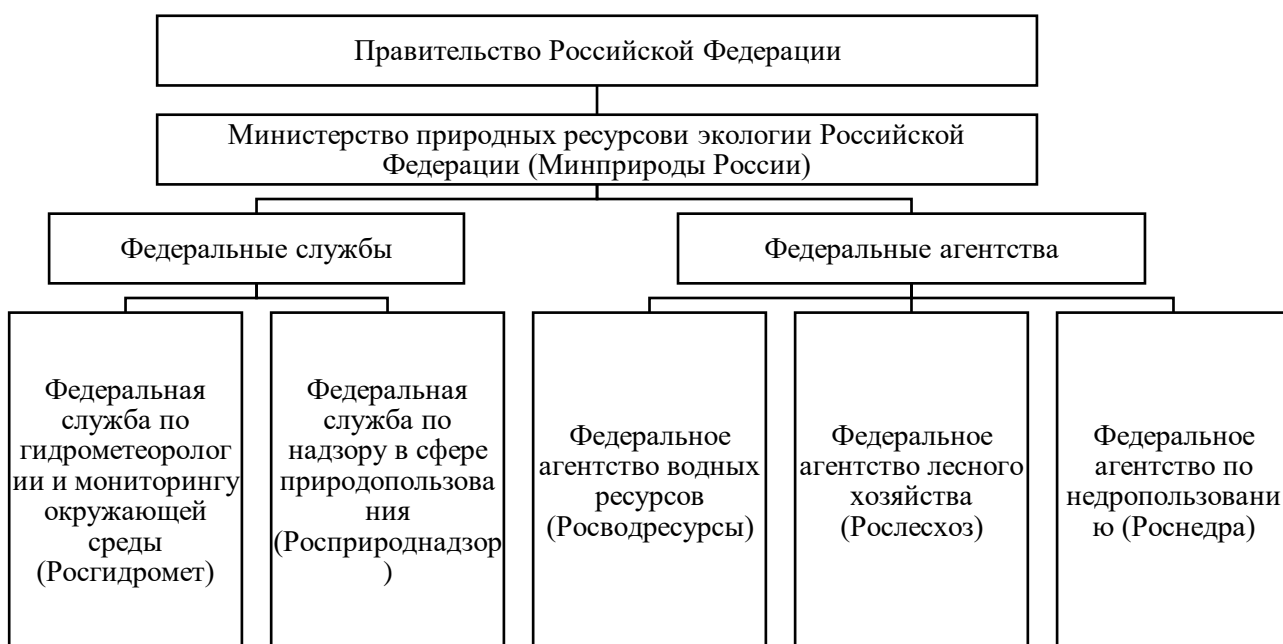 Правительство Российской Федерации
Министерство природных ресурсови экологии Российской
Федерации (Минприроды России)
Федеральные службы
Федеральные агентства
Федеральная
служба по
гидрометеоролог
ии и мониторингу
окружающей
среды
(Росгидромет)
Федеральная
служба по
надзору в сфере
природопользова
ния
(Росприроднадзор
)
Федеральное
агентство водных
ресурсов
(Росводресурсы)
Федеральное
агентство лесного
хозяйства
(Рослесхоз)
Федеральное
агентство по
недропользовани
ю (Роснедра)